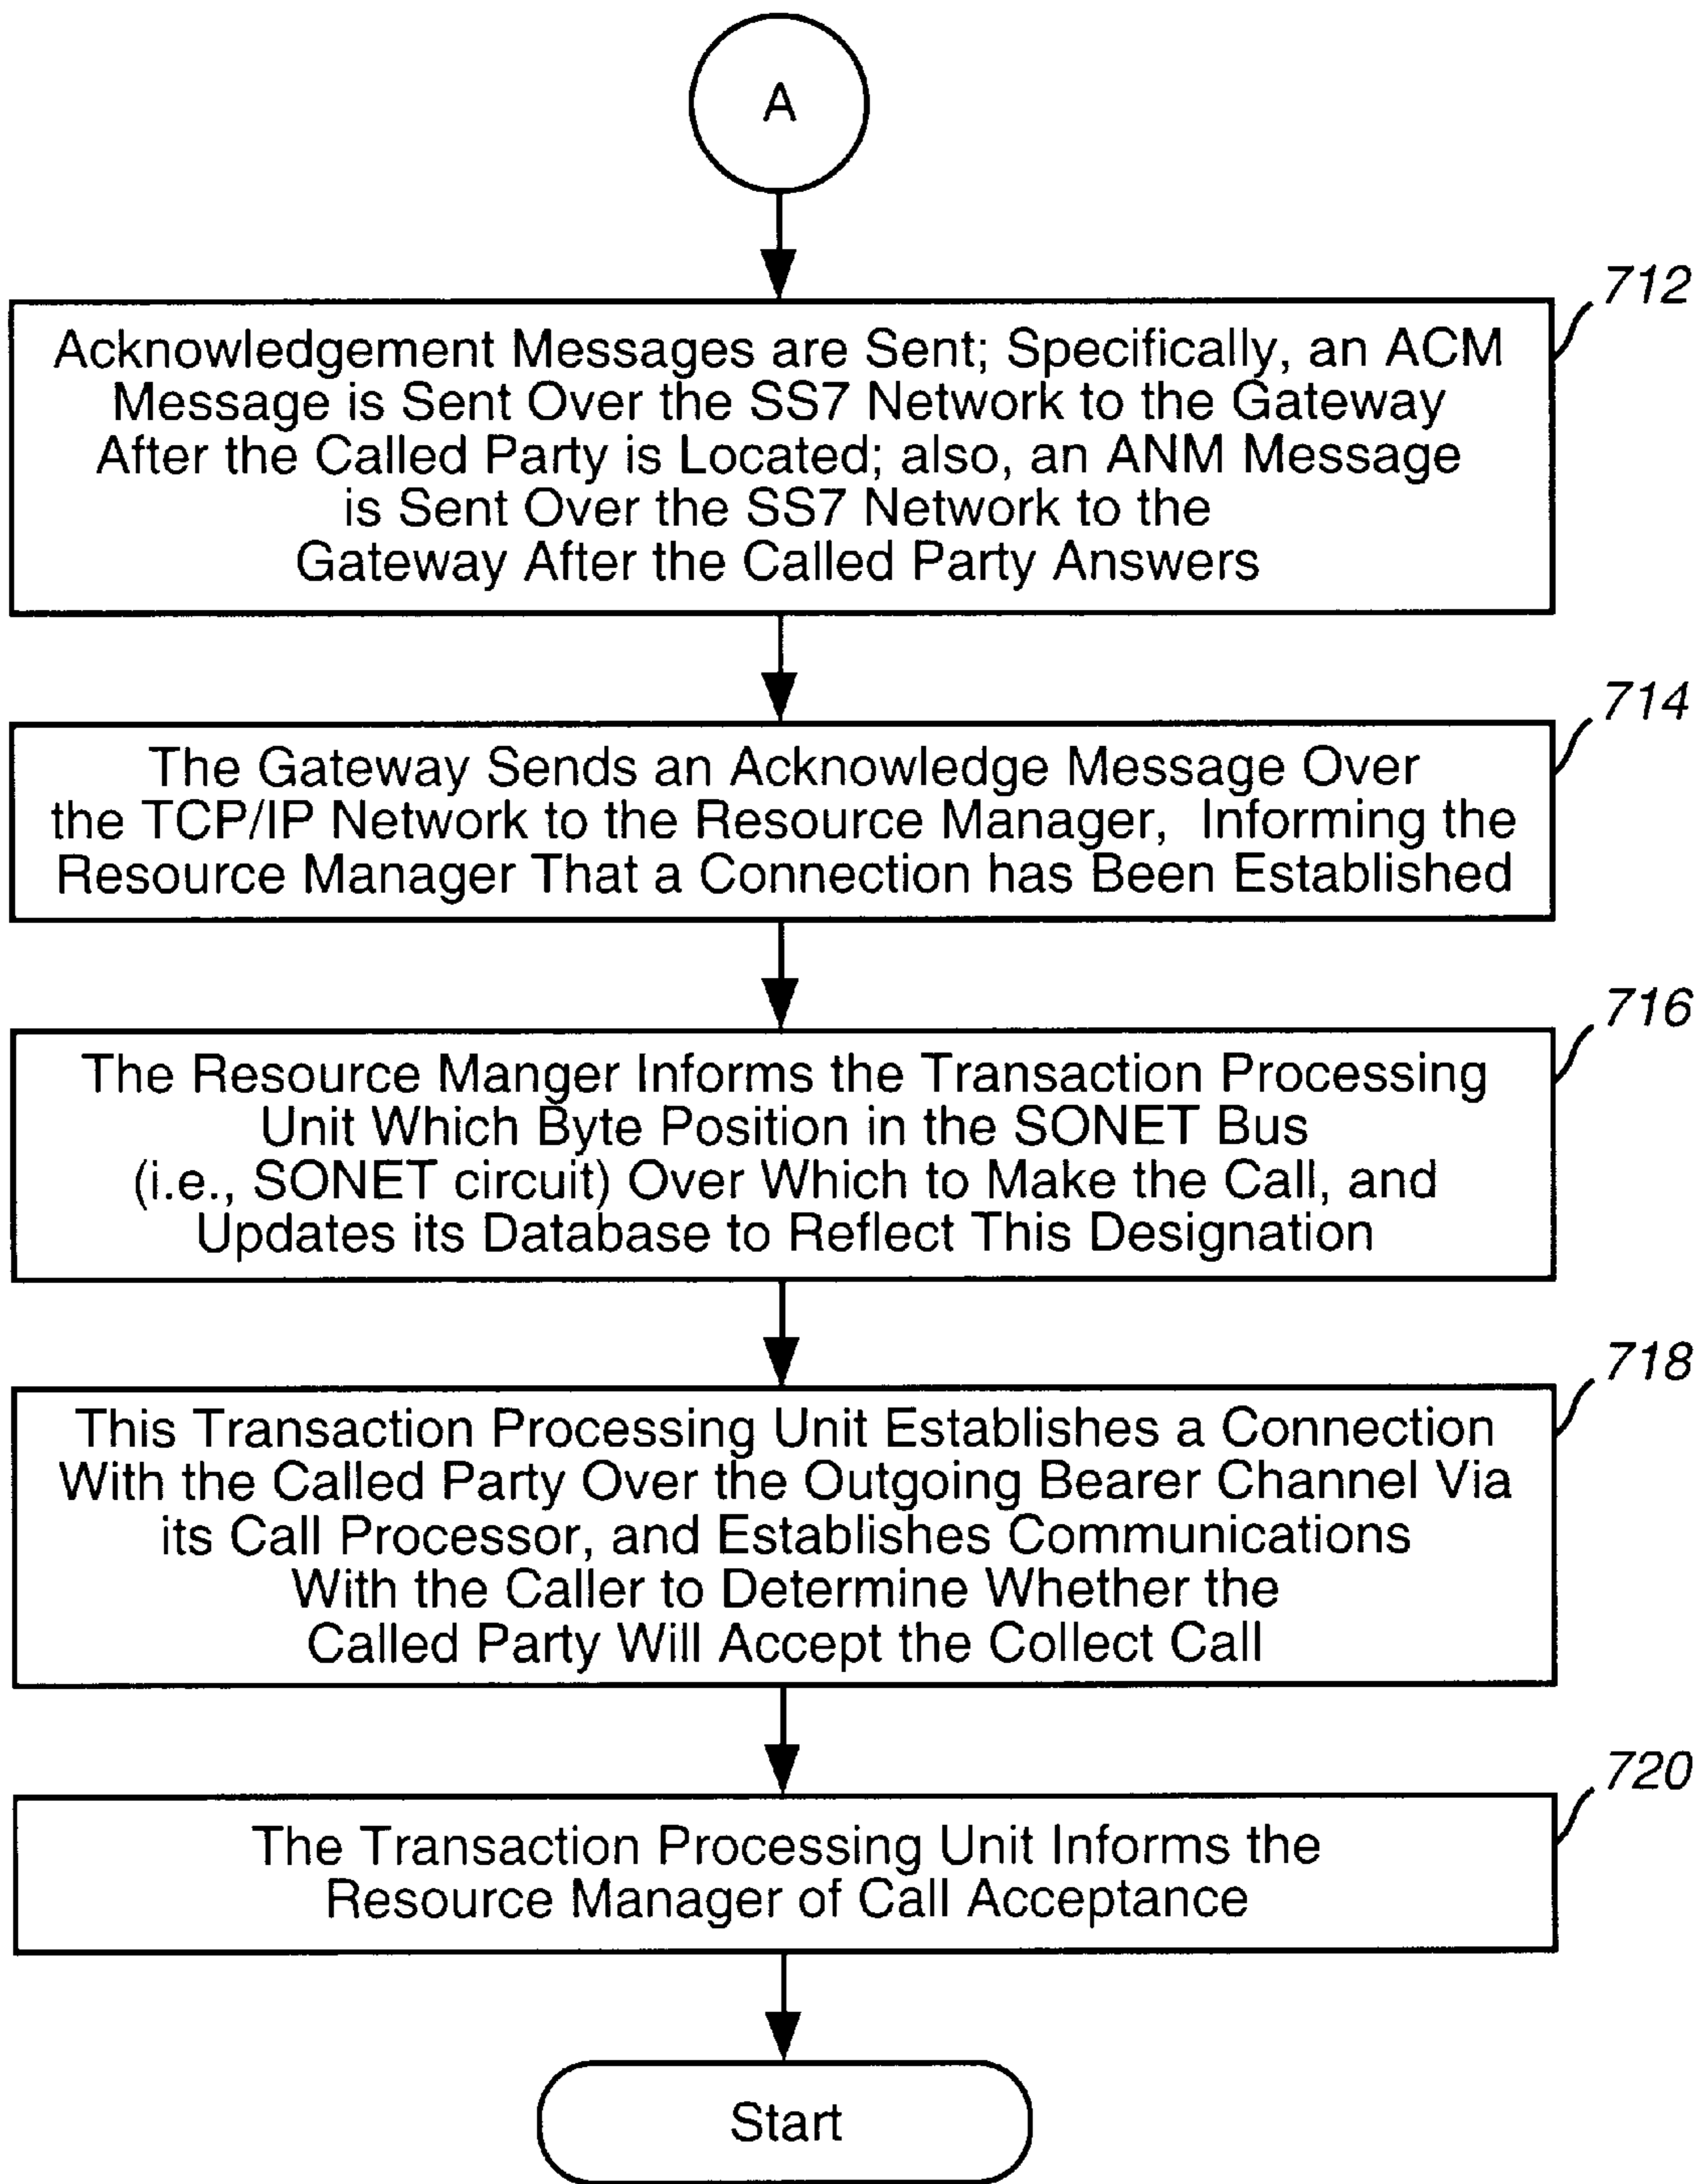 A
712
Acknowledgement Messages are Sent; Specifically, an ACM
Message is Sent Over the SS7 Network to the Gateway
After the Called Party is Located; also, an ANM Message
is Sent Over the SS7 Network to the
Gateway After the Called Party Answers
714
The Gateway Sends an Acknowledge Message Over
the TCP/IP Network to the Resource Manager, Informing the
Resource Manager That a Connection has Been Established
716
The Resource Manger Informs the Transaction Processing
Unit Which Byte Position in the SONET Bus
(i.e., SONET circuit) Over Which to Make the Call, and
Updates its Database to Reflect This Designation
718
This Transaction Processing Unit Establishes a Connection
With the Called Party Over the Outgoing Bearer Channel Via
its Call Processor, and Establishes Communications
With the Caller to Determine Whether the
Called Party Will Accept the Collect Call
720
The Transaction Processing Unit Informs the
Resource Manager of Call Acceptance
Start